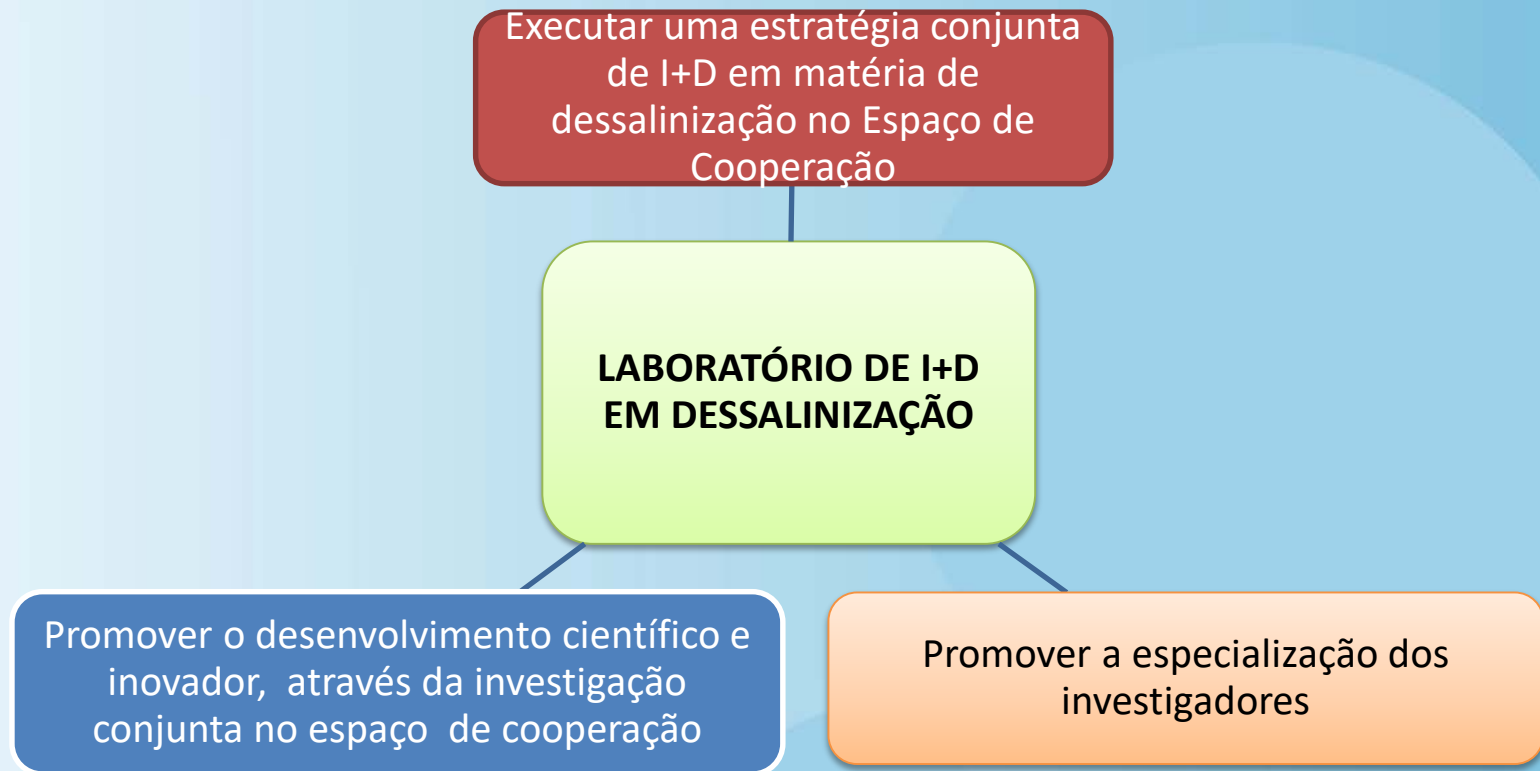 Executar uma estratégia conjunta
de I+D em matéria de
dessalinização no Espaço de
Cooperação
LABORATÓRIO DE I+D
EM DESSALINIZAÇÃO
Promover o desenvolvimento científico e
inovador, através da investigação
conjunta no espaço de cooperação
Promover a especialização dos
investigadores